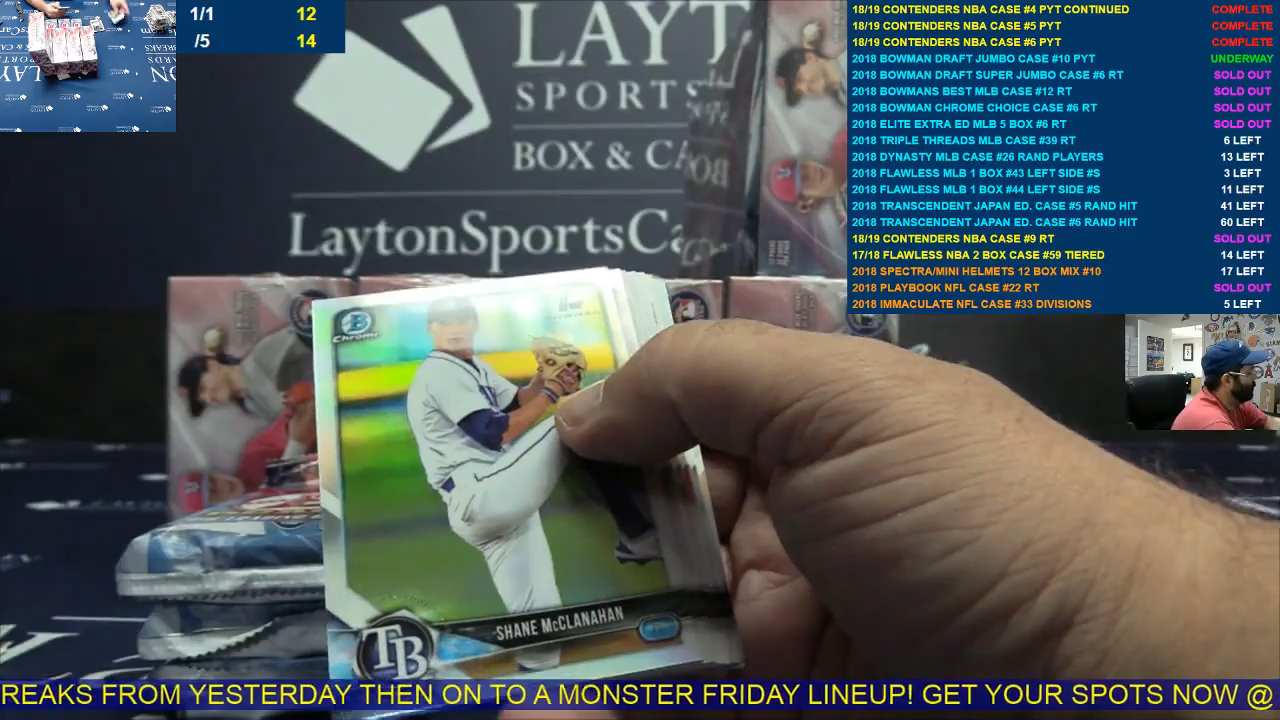 1/1 12
/5 14
LAYT
SPORTS
BOX & CA
LaytonSportsCa
18/19 CONTENDERS NBA CASE #4 PYT CONTINUED COMPLETE
18/19 CONTENDERS NBA CASE #5 PYT COMPLETE
18/19 CONTENDERS NBA CASE #6 PYT COMPLETE
2018 BOWMAN DRAFT JUMBO CASE #10 PYT UNDERWAY
2018 BOWMAN DRAFT SUPER JUMBO CASE #6 RT SOLD OUT
2018 BOWMANS BEST MLB CASE #12 RT SOLD OUT
2018 BOWMAN CHROME CHOICE CASE #6 RT SOLD OUT
2018 ELITE EXTRA ED MLB 5 BOX #6 RT SOLD OUT
2018 TRIPLE THREADS MLB CASE #39 RT 6 LEFT
2018 DYNASTY MLB CASE #26 RAND PLAYERS 13 LEFT
2018 FLAWLESS MLB 1 BOX #43 LEFT SIDE #S 3 LEFT
2018 FLAWLESS MLB 1 BOX #44 LEFT SIDE #S 11 LEFT
2018 TRANSCENDENT JAPAN ED. CASE #5 RAND HIT 41 LEFT
2018 TRANSCENDENT JAPAN ED. CASE #6 RAND HIT 60 LEFT
18/19 CONTENDERS NBA CASE #9 RT SOLD OUT
17/18 FLAWLESS NBA 2 BOX CASE #59 TIERED 14 LEFT
2018 SPECTRA/MINI HELMETS 12 BOX MIX #10 17 LEFT
2018 PLAYBOOK NFL CASE #22 RT SOLD OUT
2018 IMMACULATE NFL CASE #33 DIVISIONS 5 LEFT
B
Chrome
SHANE McCLANAHAN
TB
REAKS FROM YESTERDAY THEN ON TO A MONSTER FRIDAY LINEUP! GET YOUR SPOTS NOW @